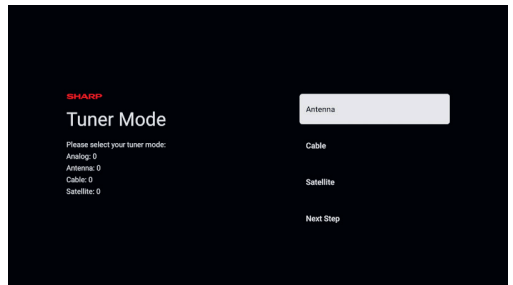 SHARP
Tuner Mode
Please select your tuner mode:
Analog: 0
Antenna: 0
Cable: 0
Satellite: 0
Antenna
Cable
Satellite
Next Step